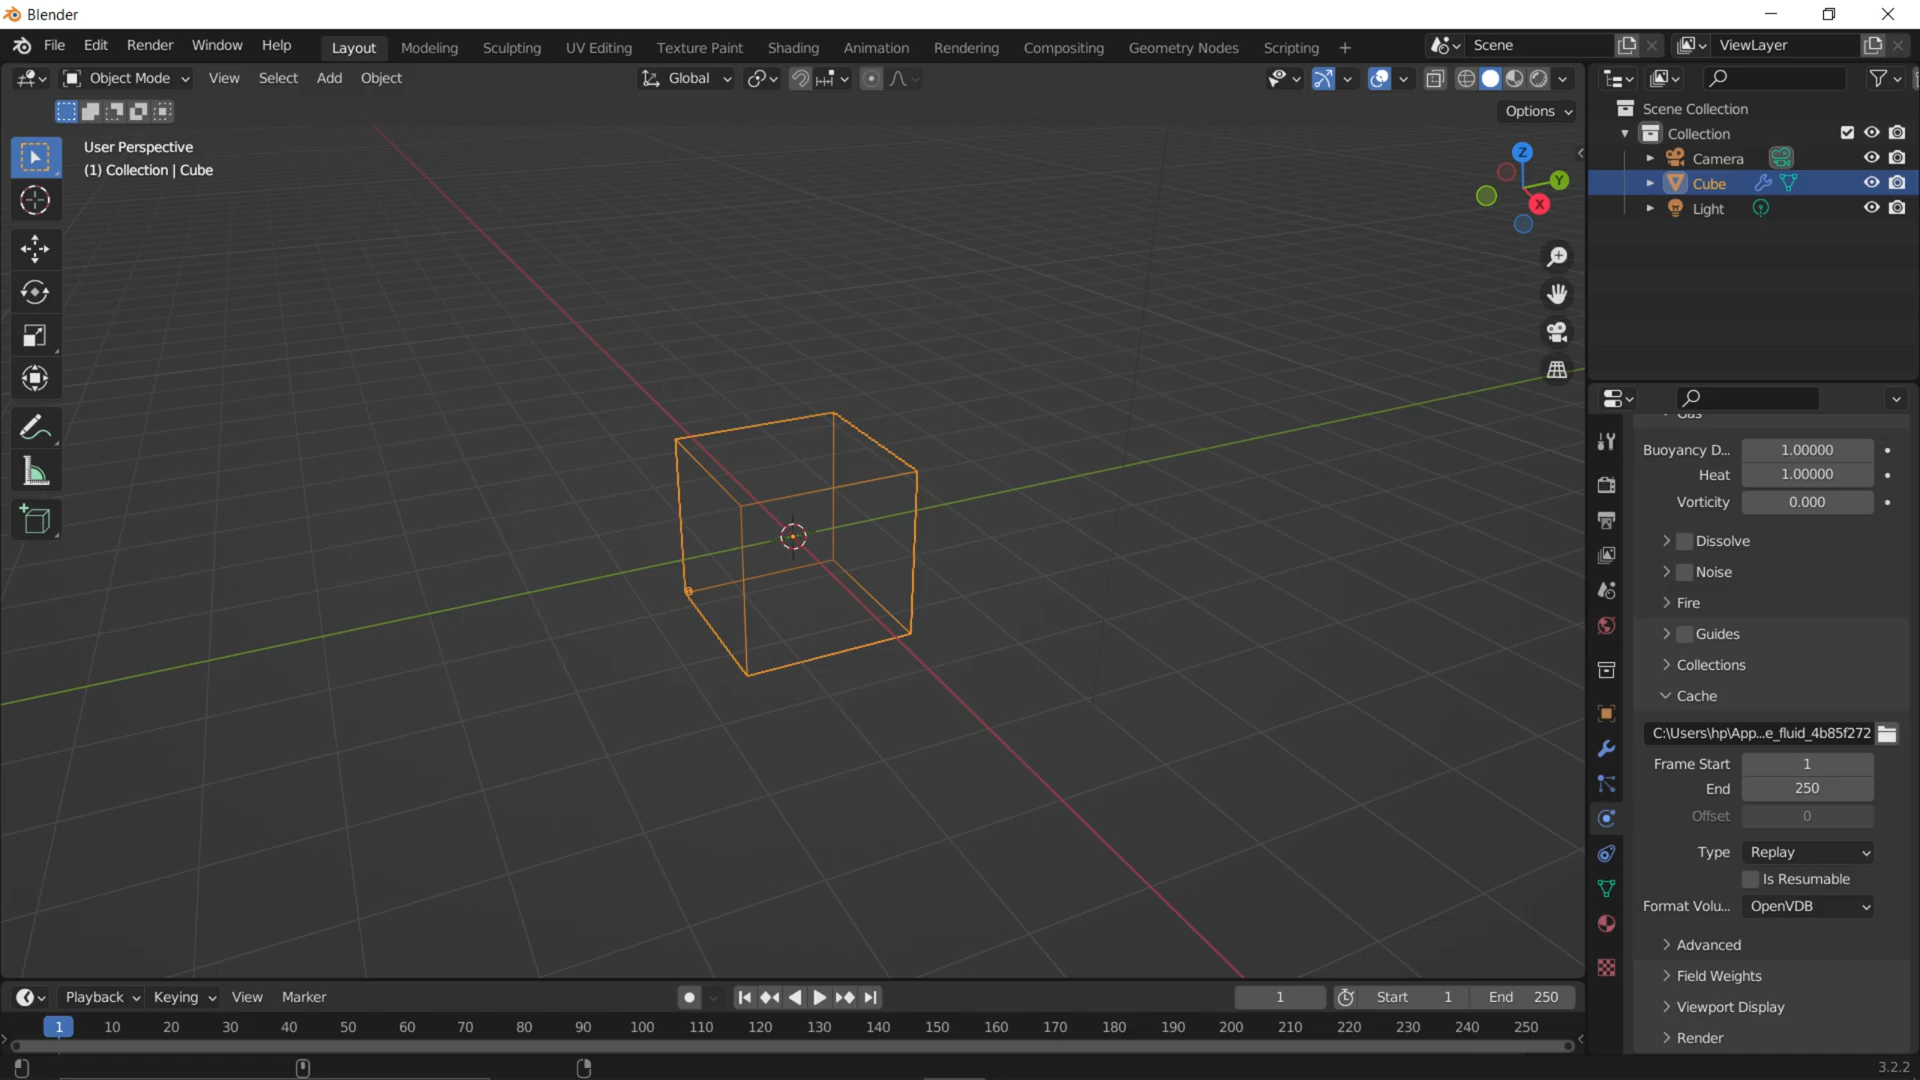 Blender
File Edit Render Window Help Layout Modeling Sculpting UV Editing Texture Paint Shading Animation Rendering Compositing Geometry Nodes Scripting + Scene ViewLayer
Object Mode View Select Add Object Global
Options
User Perspective
(1) Collection | Cube
Z
Y
X
Scene Collection
Collection
Camera
Cube
Light
Gas
Buoyancy D... 1.00000
Heat 1.00000
Vorticity 0.000
Dissolve
Noise
Fire
Guides
Collections
Cache
C:\Users\hp\App...e_fluid_4b85f272
Frame Start 1
End 250
Offset 0
Type Replay
Is Resumable
Format Volu... OpenVDB
Advanced
Field Weights
Viewport Display
Render
Playback Keying View Marker 1 Start 1 End 250
1 10 20 30 40 50 60 70 80 90 100 110 120 130 140 150 160 170 180 190 200 210 220 230 240 250
3.2.2